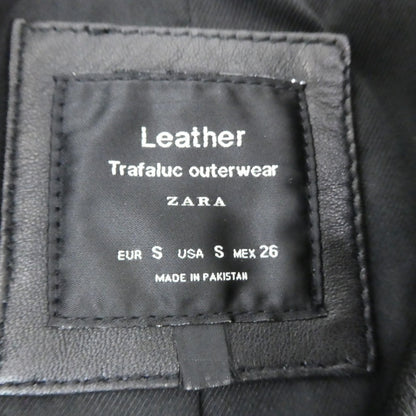 Leather
Trafaluc outerwear
ZARA
EUR S USA S MEX 26
MADE IN PAKISTAN